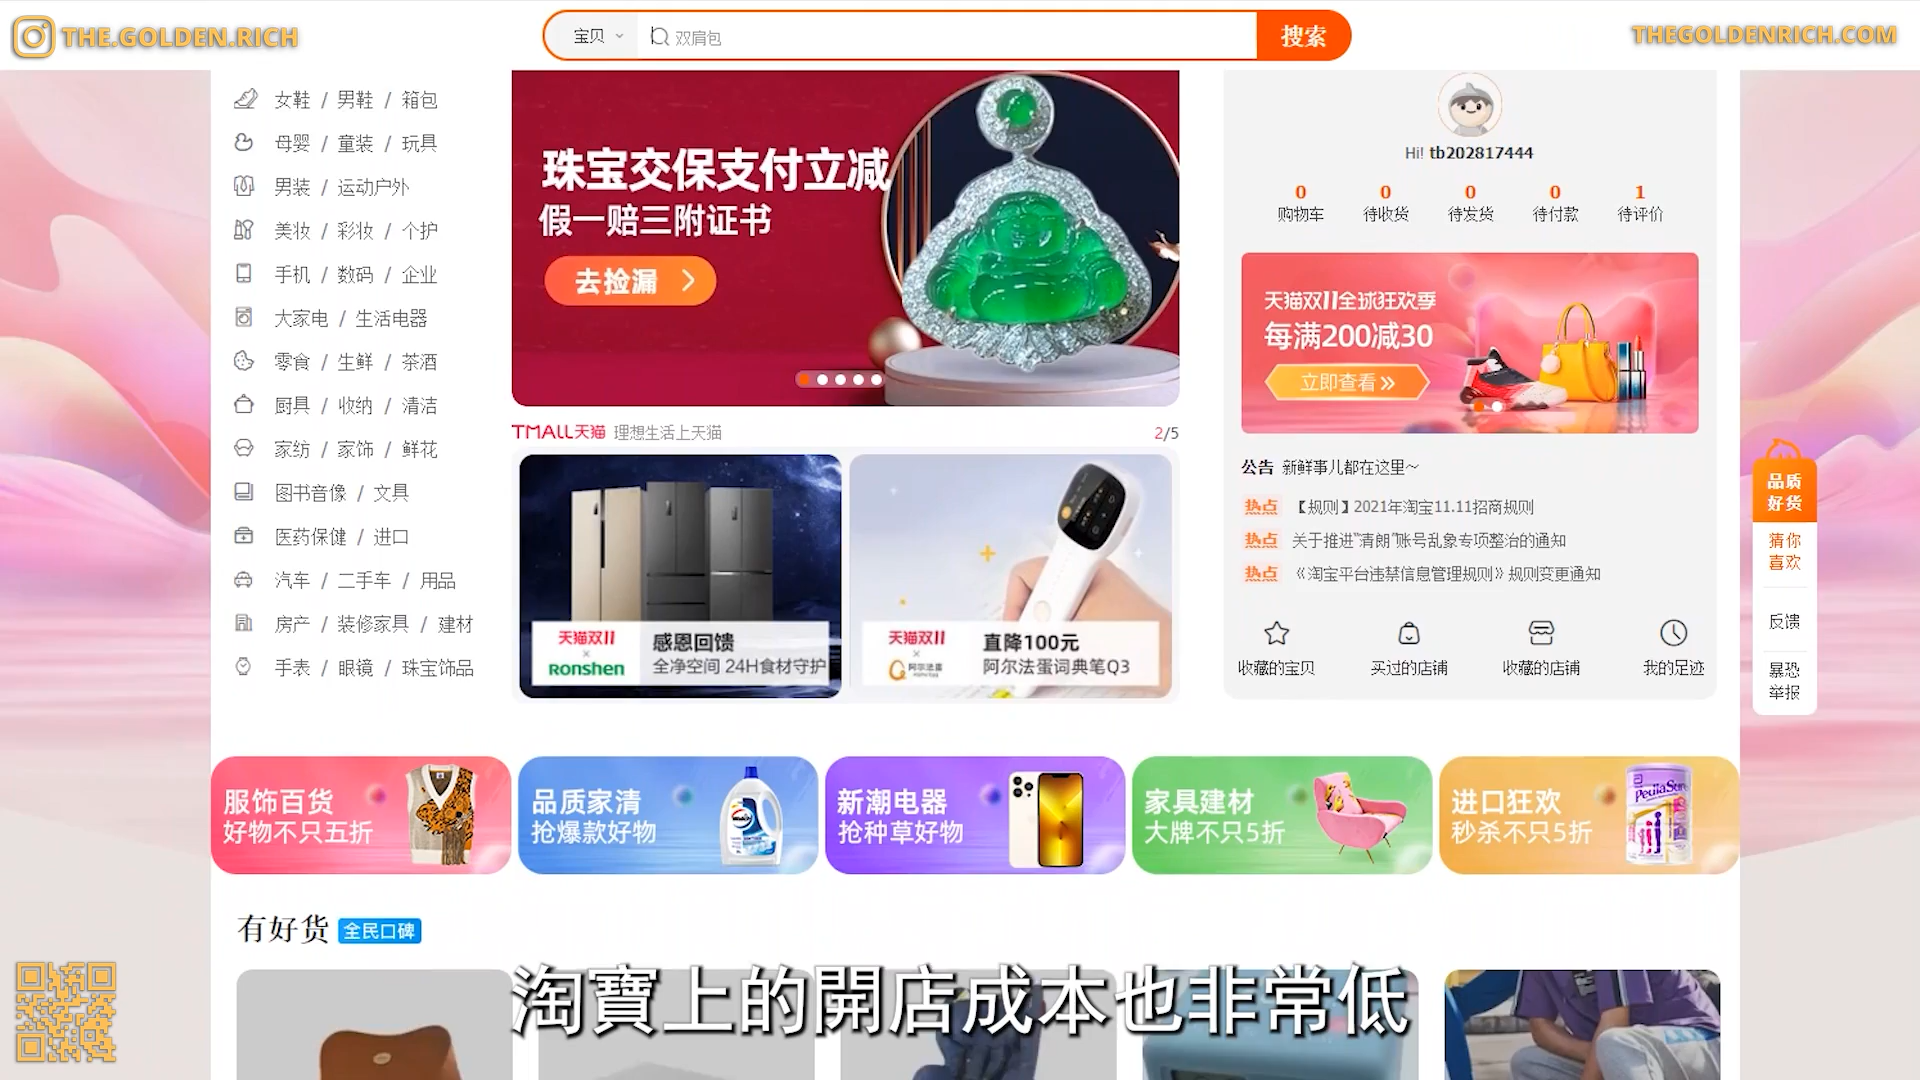 THE.GOLDEN.RICH
宝贝
双肩包
搜索
THEGOLDENRICH.COM
女鞋 / 男鞋 / 箱包
母婴 / 童装 / 玩具
男装 / 运动户外
美妆 / 彩妆 / 个护
手机 / 数码 / 企业
大家电 / 生活电器
零食 / 生鲜 / 茶酒
厨具 / 收纳 / 清洁
家纺 / 家饰 / 鲜花
图书音像 / 文具
医药保健 / 进口
汽车 / 二手车 / 用品
房产 / 装修家具 / 建材
手表 / 眼镜 / 珠宝饰品
珠宝交保支付立减
假一赔三附证书
去捡漏
TMALL天猫 理想生活上天猫 2/5
天猫双11
×
Ronshen
感恩回馈
全净空间 24H食材守护
天猫双11
×
阿尔法蛋
直降100元
阿尔法蛋词典笔Q3
Hi! tb202817444
0 0 0 0 1
购物车 待收货 待发货 待付款 待评价
天猫双11全球狂欢季
每满200减30
立即查看
公告 新鲜事儿都在这里～
热点 【规则】2021年淘宝11.11招商规则
热点 关于推进“清朗”账号乱象专项整治的通知
热点 《淘宝平台违禁信息管理规则》规则变更通知
收藏的宝贝 买过的店铺 收藏的店铺 我的足迹
品质
好货
猜你
喜欢
反馈
暴恐
举报
服饰百货
好物不只五折
品质家清
抢爆款好物
新潮电器
抢种草好物
家具建材
大牌不只5折
进口狂欢
秒杀不只5折
PediaSure
有好货 全民口碑
淘寶上的開店成本也非常低